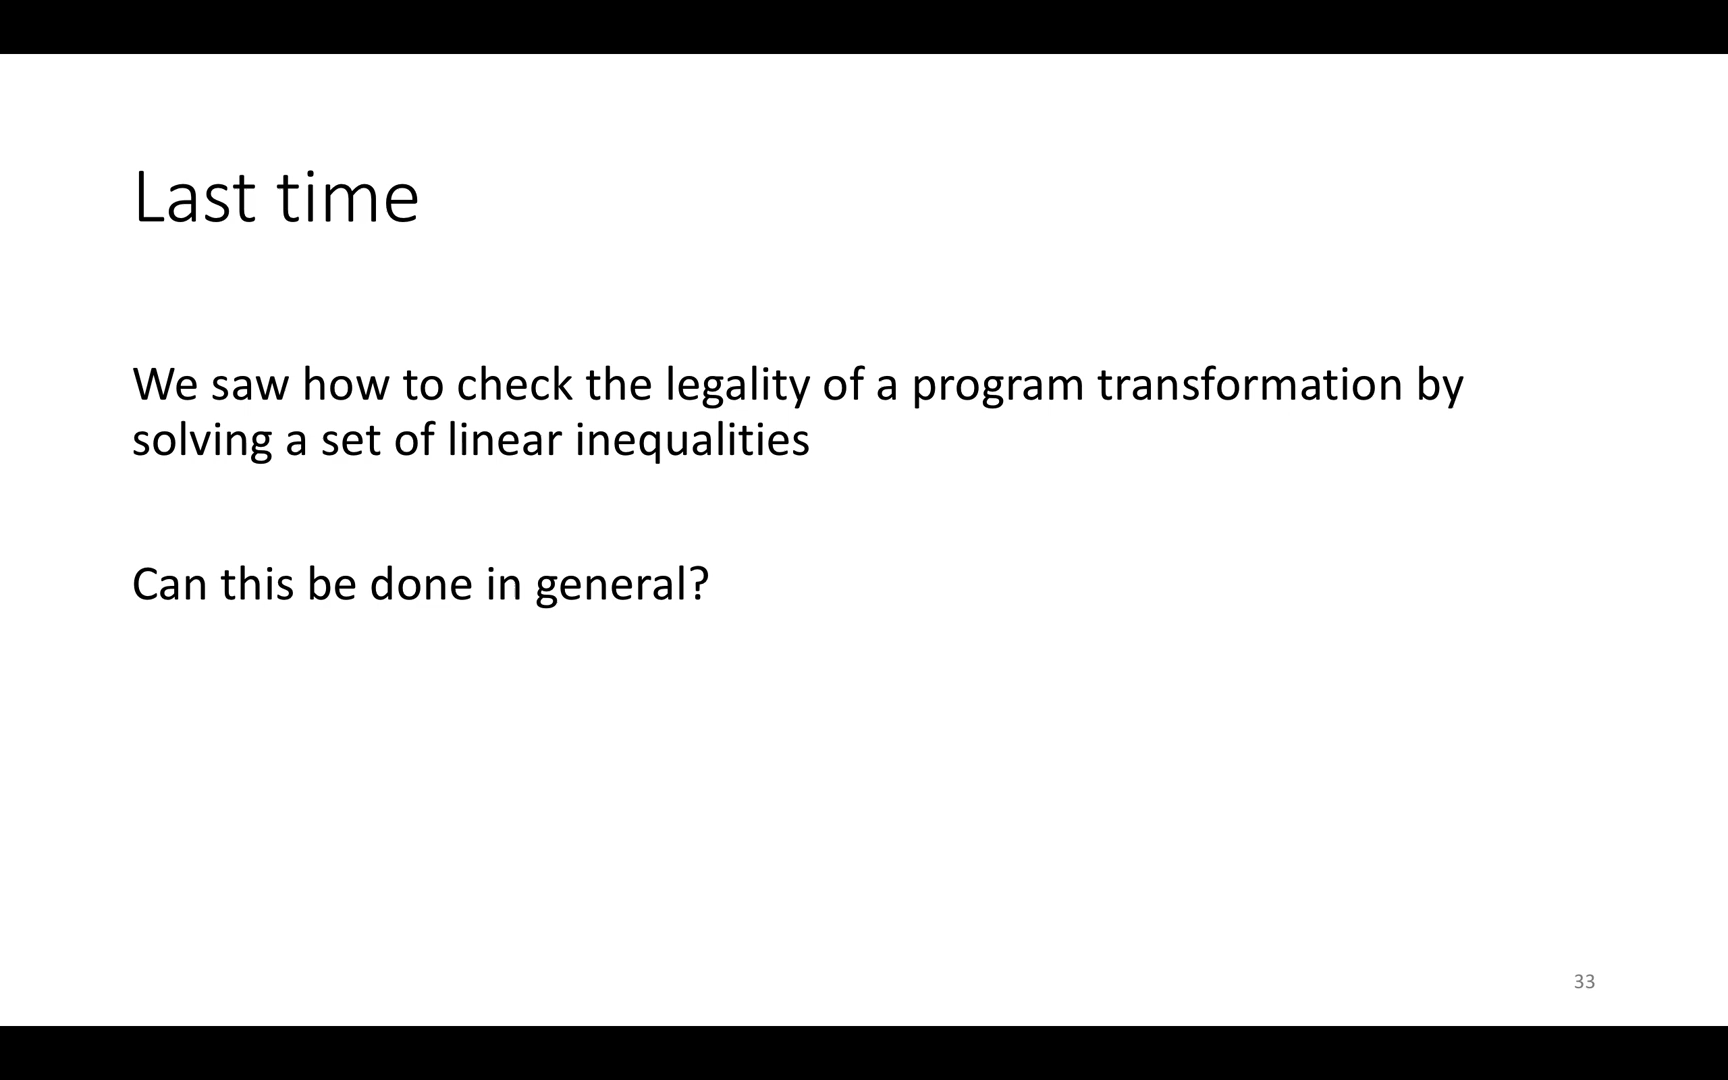 Last time
We saw how to check the legality of a program transformation by
solving a set of linear inequalities
Can this be done in general?
33